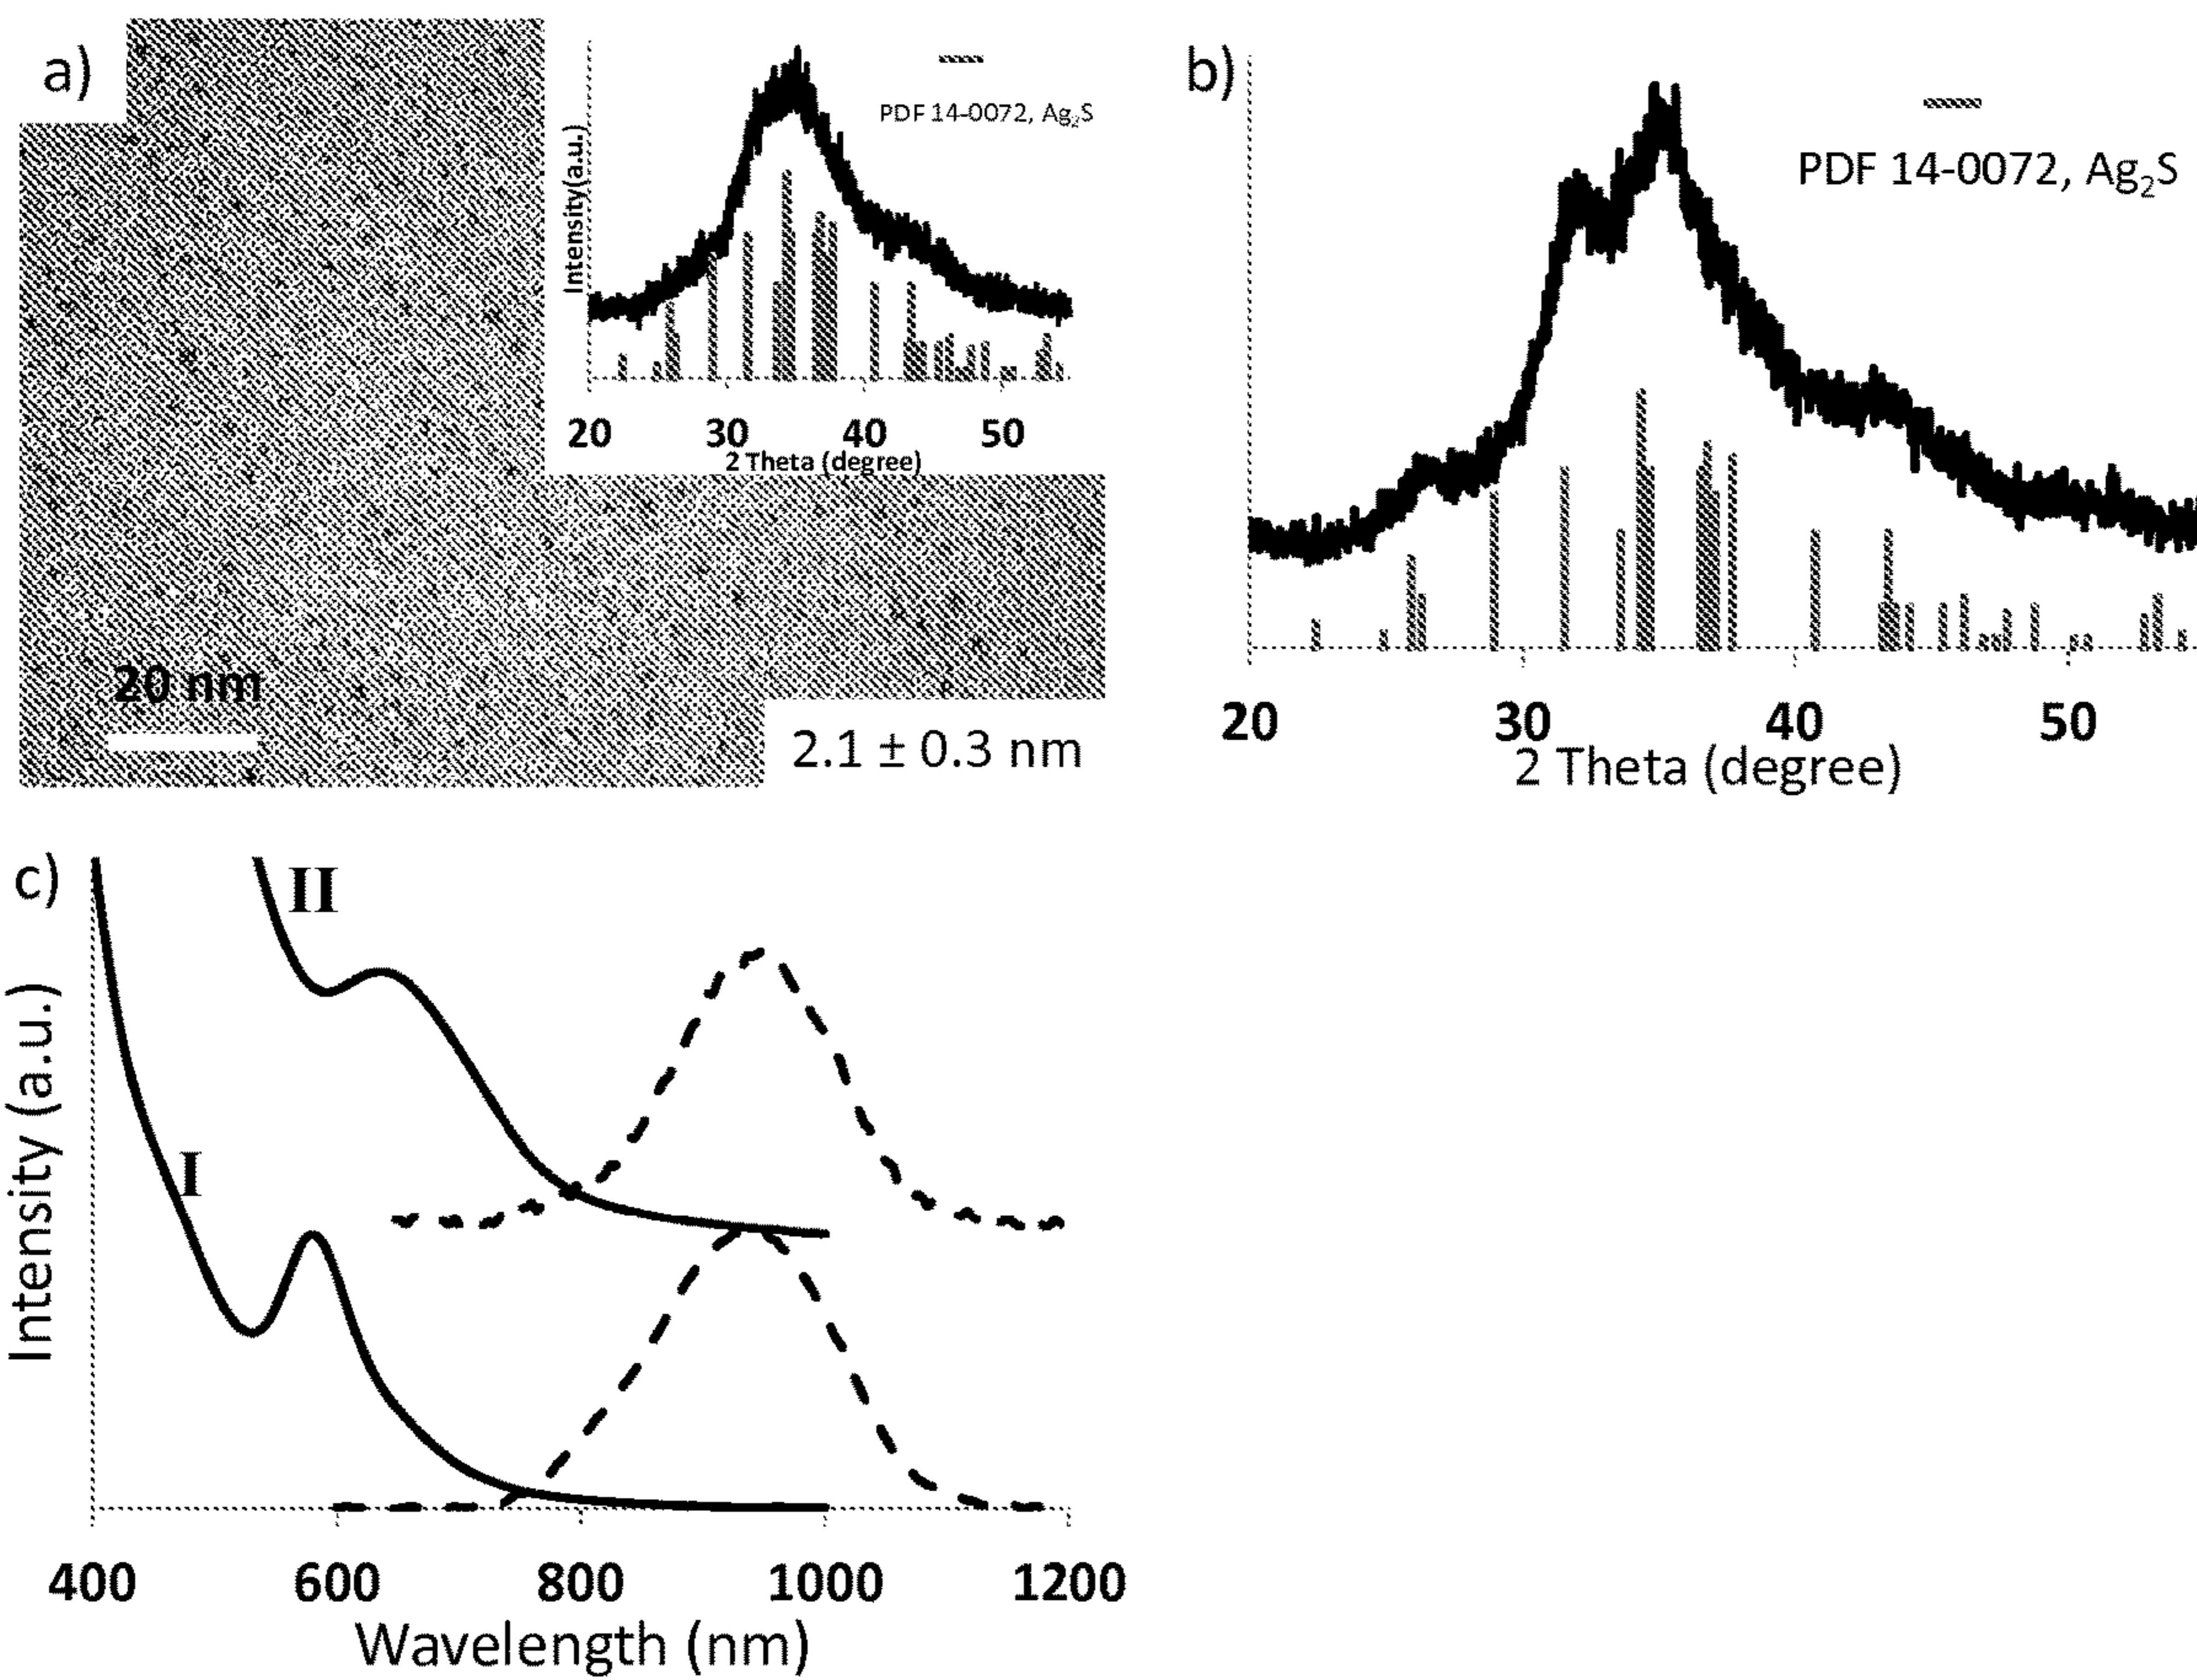 a)
Intensity(a.u.)
PDF 14-0072, Ag₂S
20 30 40 50
2 Theta (degree)
20 nm
2.1 ± 0.3 nm
b)
PDF 14-0072, Ag₂S
20 30 40 50
2 Theta (degree)
c)
II
I
Intensity (a.u.)
400 600 800 1000 1200
Wavelength (nm)